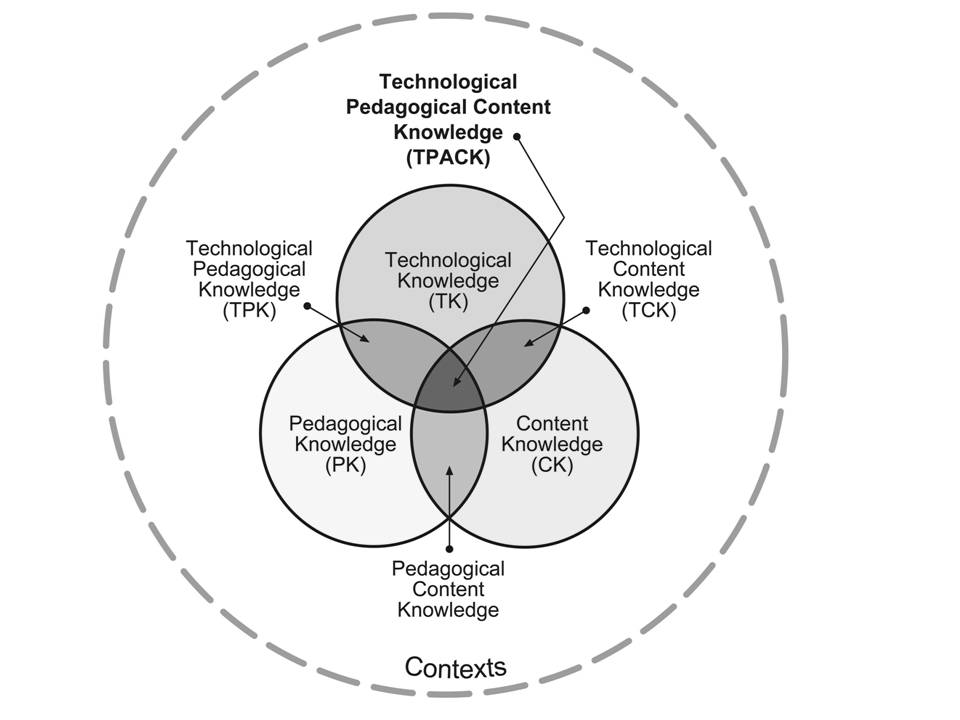 Technological
Pedagogical Content
Knowledge
(TPACK)
Technological
Pedagogical
Knowledge
(TPK)
Technological
Knowledge
(TK)
Technological
Content
Knowledge
(TCK)
Pedagogical
Knowledge
(PK)
Content
Knowledge
(CK)
Pedagogical
Content
Knowledge
Contexts